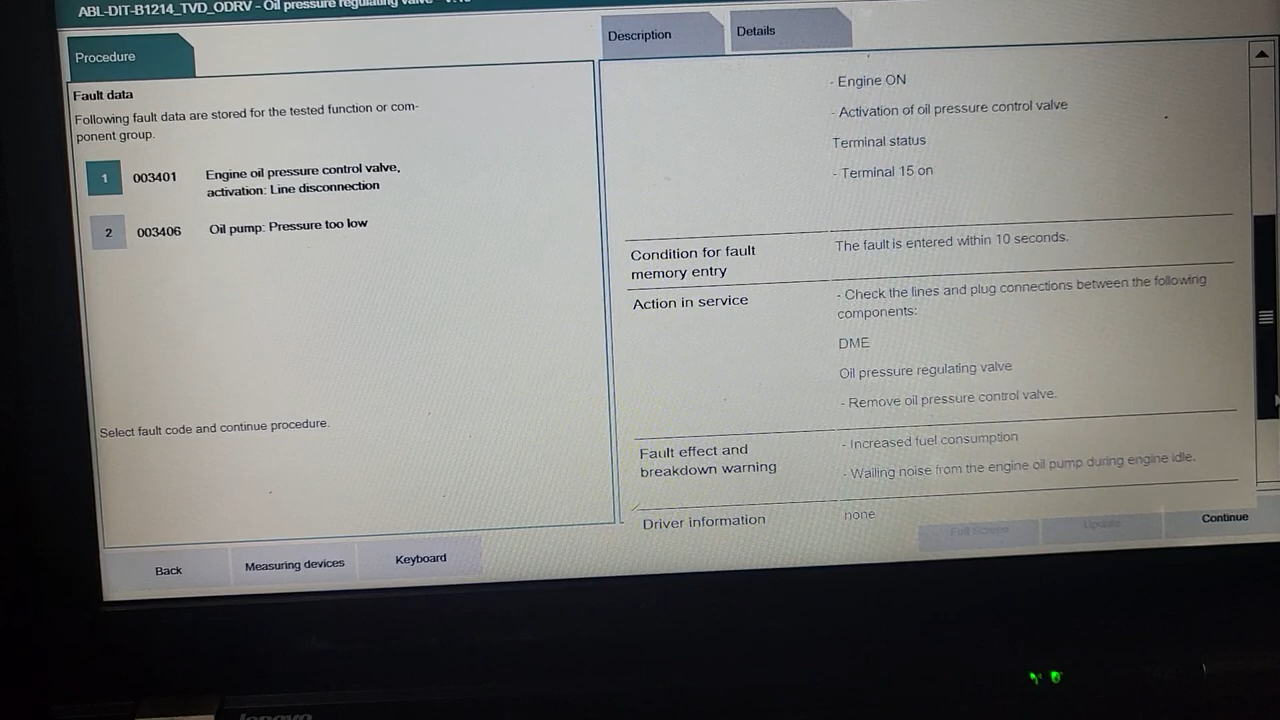 ABL-DIT-B1214_TVD_ODRV - Oil pressure regulating valve -
Procedure
Description
Details
Fault data
Following fault data are stored for the tested function or com-
ponent group.
1 003401 Engine oil pressure control valve,
activation: Line disconnection
2 003406 Oil pump: Pressure too low
Select fault code and continue procedure.
- Engine ON
- Activation of oil pressure control valve
Terminal status
- Terminal 15 on
Condition for fault
memory entry
The fault is entered within 10 seconds.
Action in service
- Check the lines and plug connections between the following
components:
DME
Oil pressure regulating valve
- Remove oil pressure control valve.
Fault effect and
breakdown warning
- Increased fuel consumption
- Wailing noise from the engine oil pump during engine idle.
Driver information
none
Back
Measuring devices
Keyboard
Full Screen
Update
Continue
lenovo